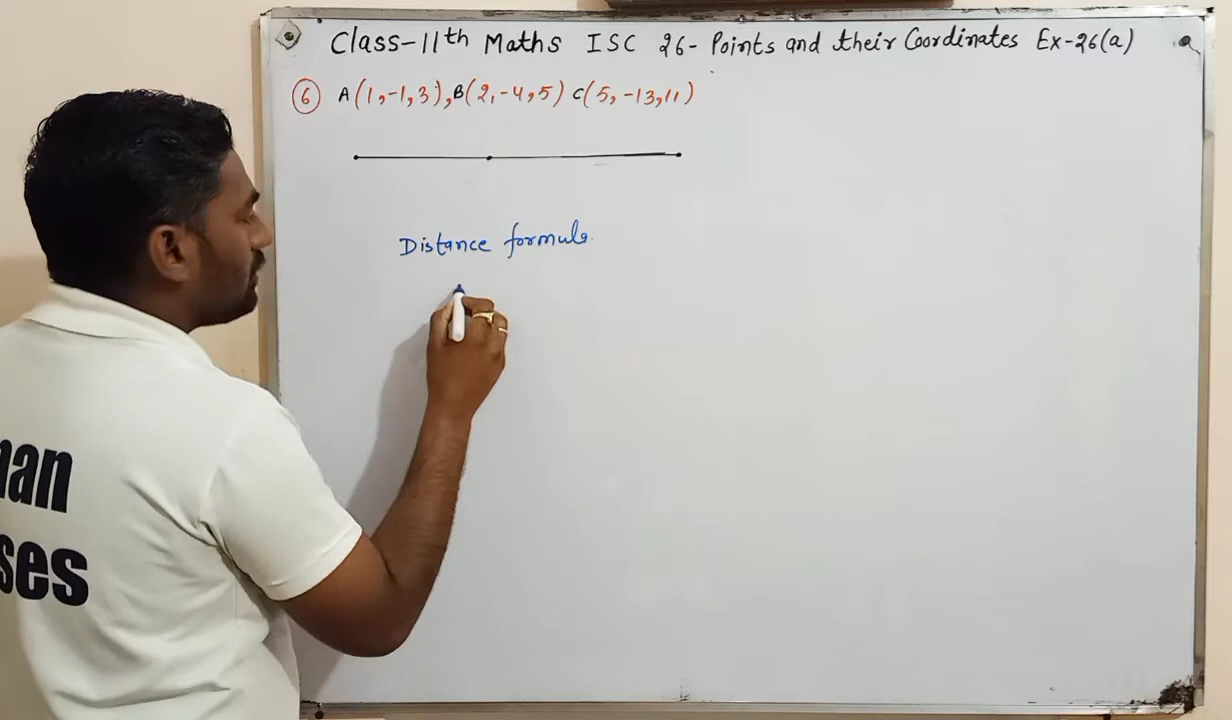 Class-11th Maths ISC 26- Points and their Coordinates Ex-26(a)
6 A(1,-1,3), B(2,-4,5) C(5,-13,11)
Distance formula